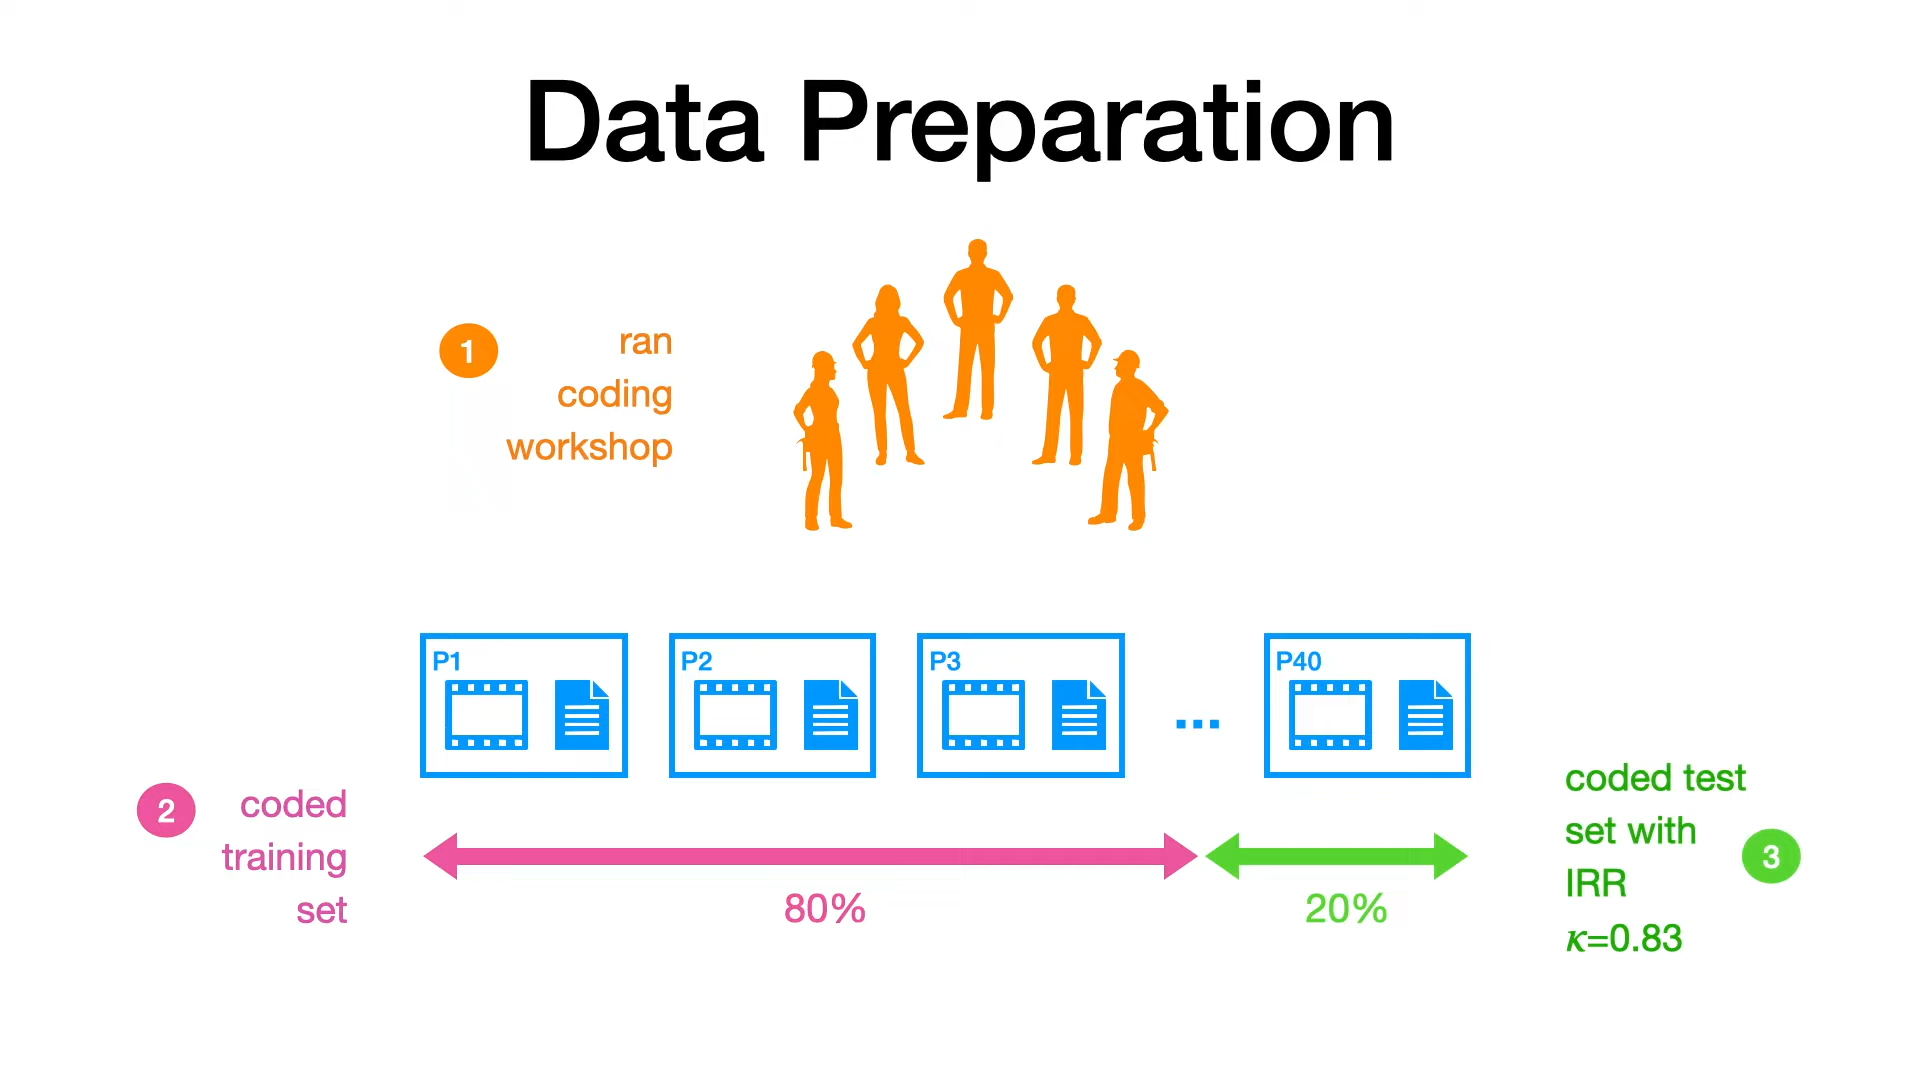 Data Preparation
1
ran
coding
workshop
P1
P2
P3
...
P40
2
coded
training
set
80%
20%
coded test
set with
IRR
κ=0.83
3